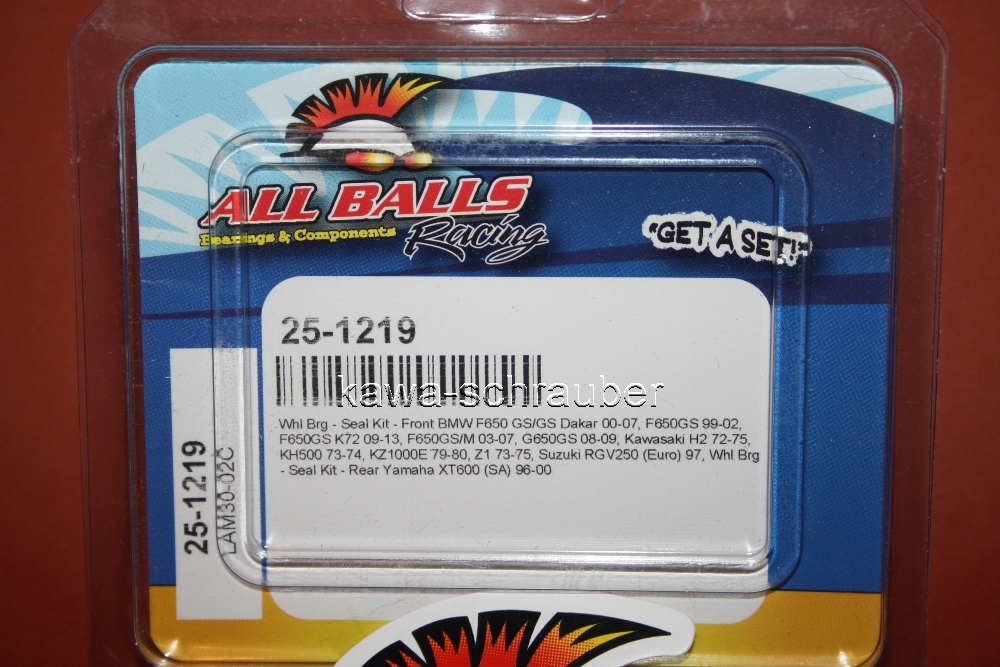 ALL BALLS
Bearings & Components
Racing
"GET A SET!"
25-1219
kawa-schrauber
Whl Brg - Seal Kit - Front BMW F650 GS/GS Dakar 00-07, F650GS 99-02,
F650GS K72 09-13, F650GS/M 03-07, G650GS 08-09, Kawasaki H2 72-75,
KH500 73-74, KZ1000E 79-80, Z1 73-75, Suzuki RGV250 (Euro) 97, Whl Brg
- Seal Kit - Rear Yamaha XT600 (SA) 96-00
25-1219
LAM30-02C